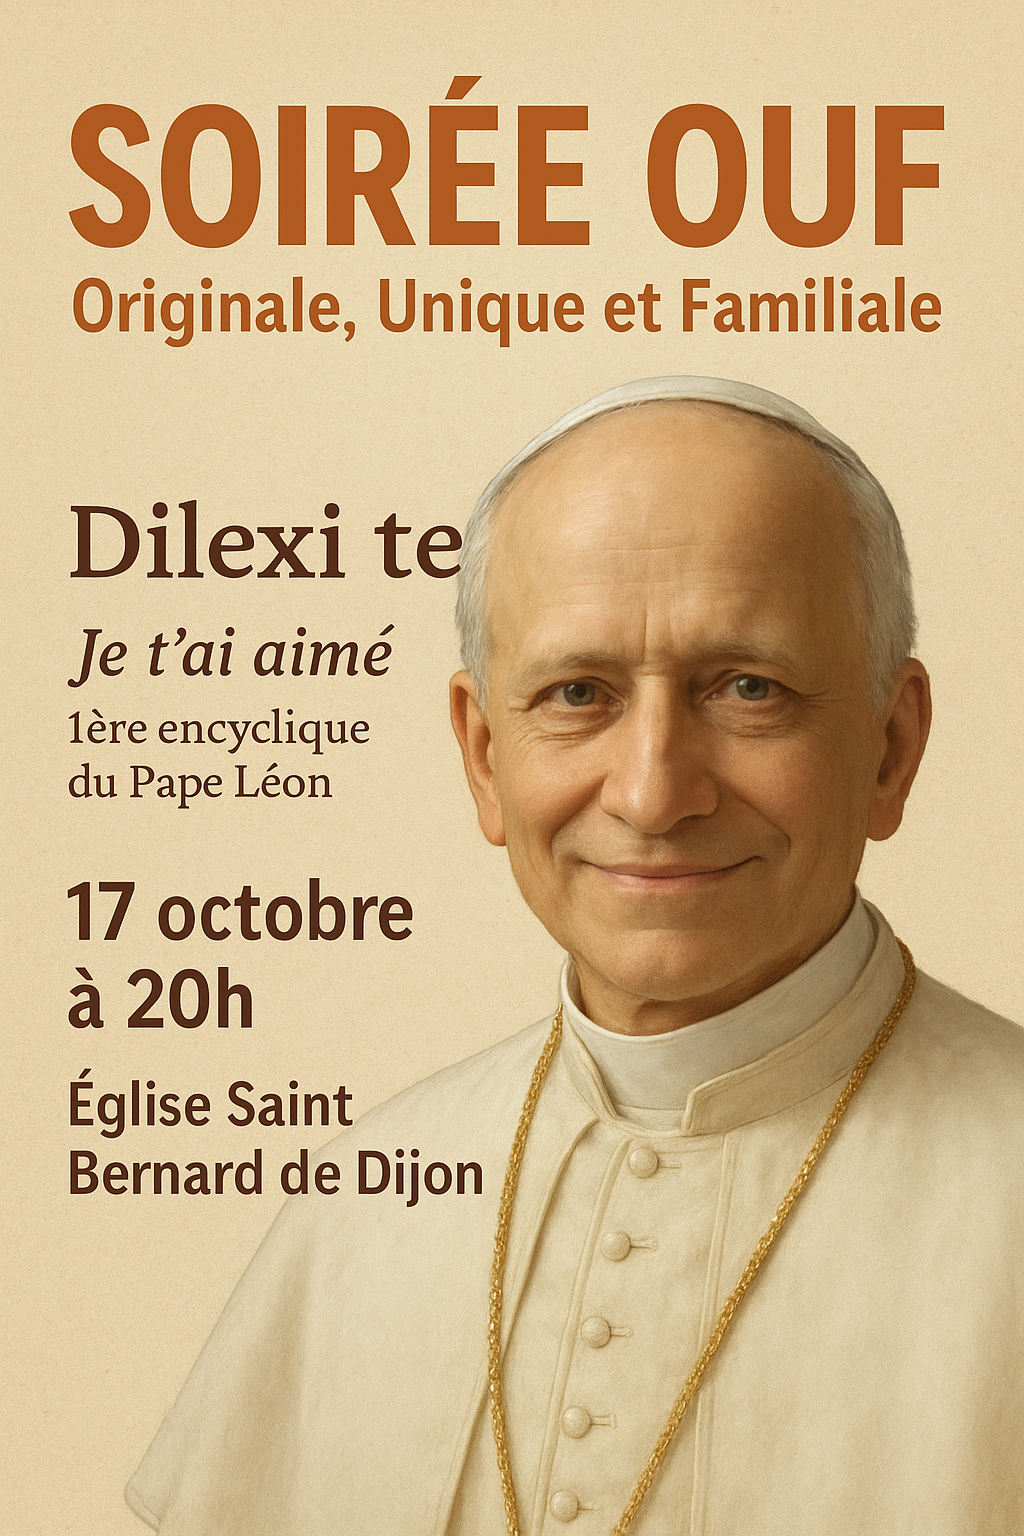 SOIRÉE OUF
Originale, Unique et Familiale
Dilexi te
Je t’ai aimé
1ère encyclique
du Pape Léon
17 octobre
à 20h
Église Saint
Bernard de Dijon